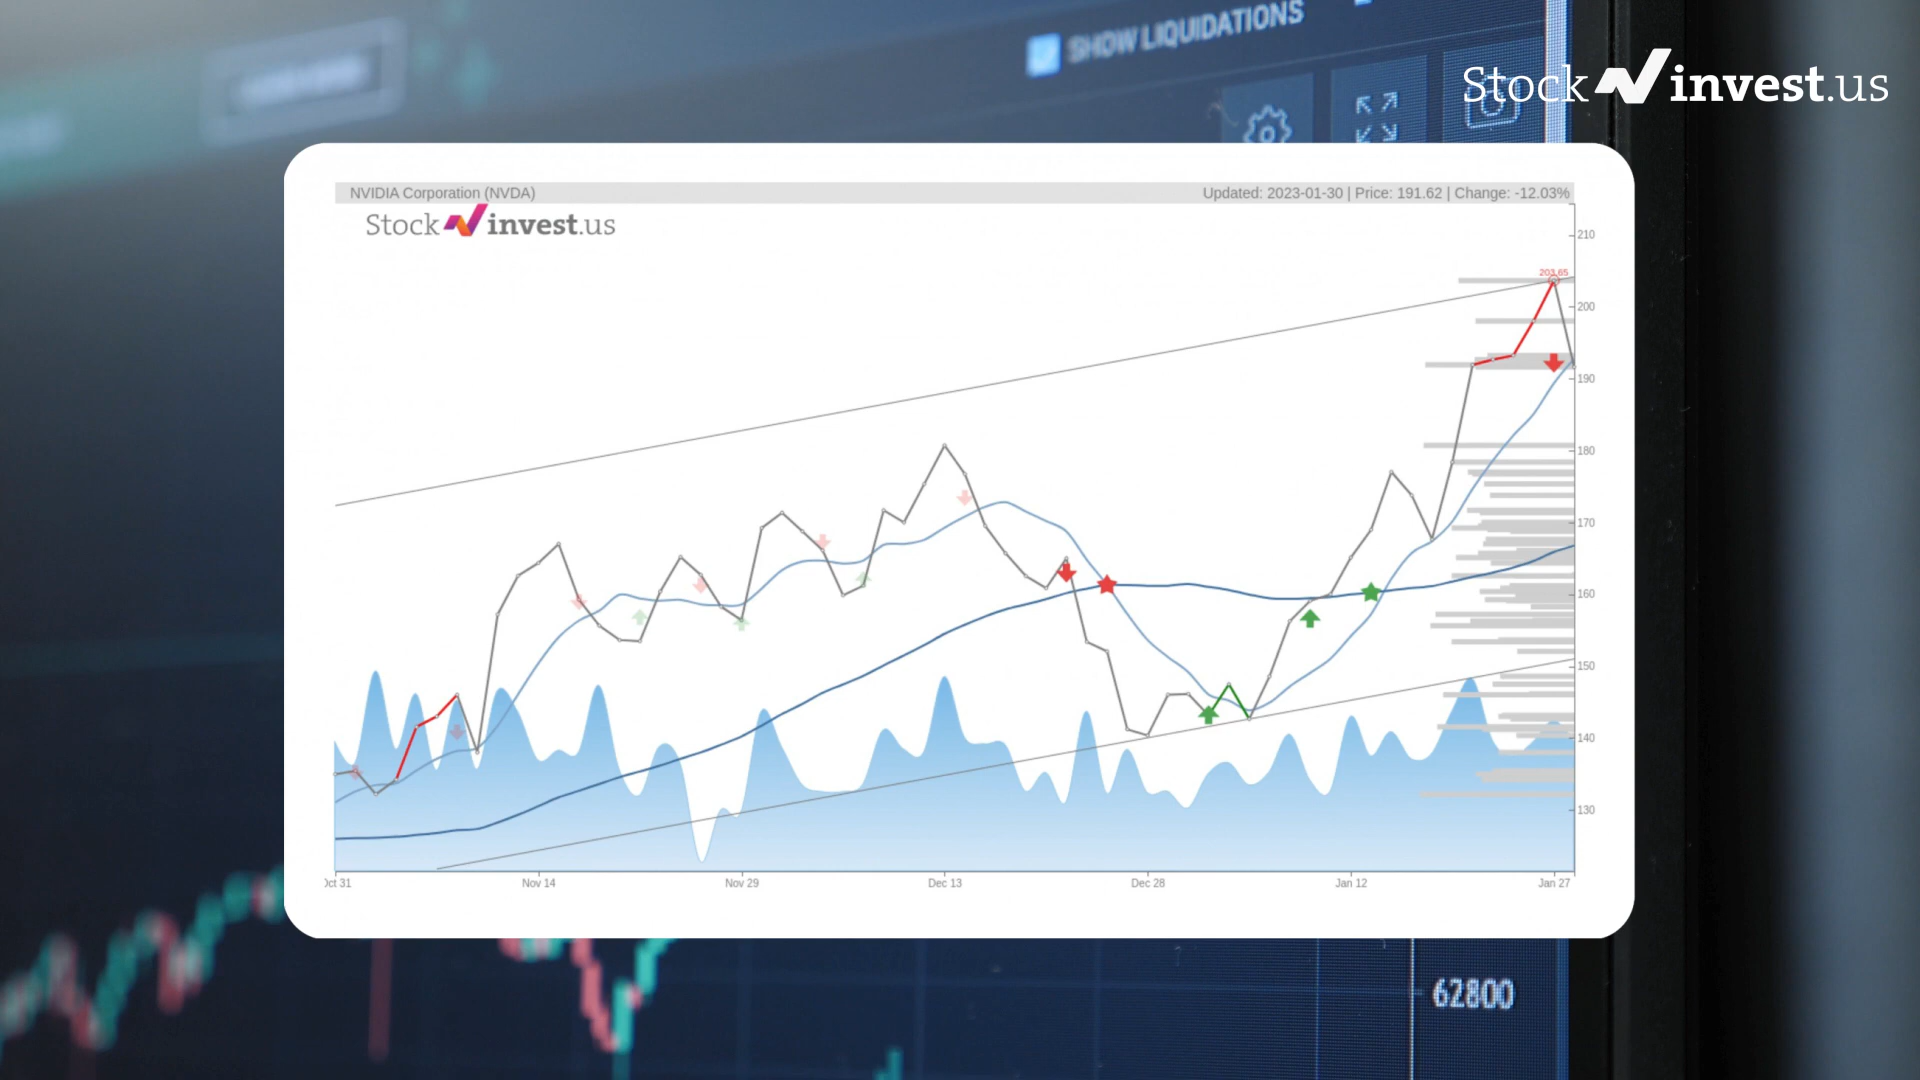 SHOW LIQUIDATIONS
Stock invest.us
NVIDIA Corporation (NVDA)
Updated: 2023-01-30 | Price: 191.62 | Change: -12.03%
Stock invest.us
210
203.65
200
190
180
170
160
150
140
130
Oct 31
Nov 14
Nov 29
Dec 13
Dec 28
Jan 12
Jan 27
62800